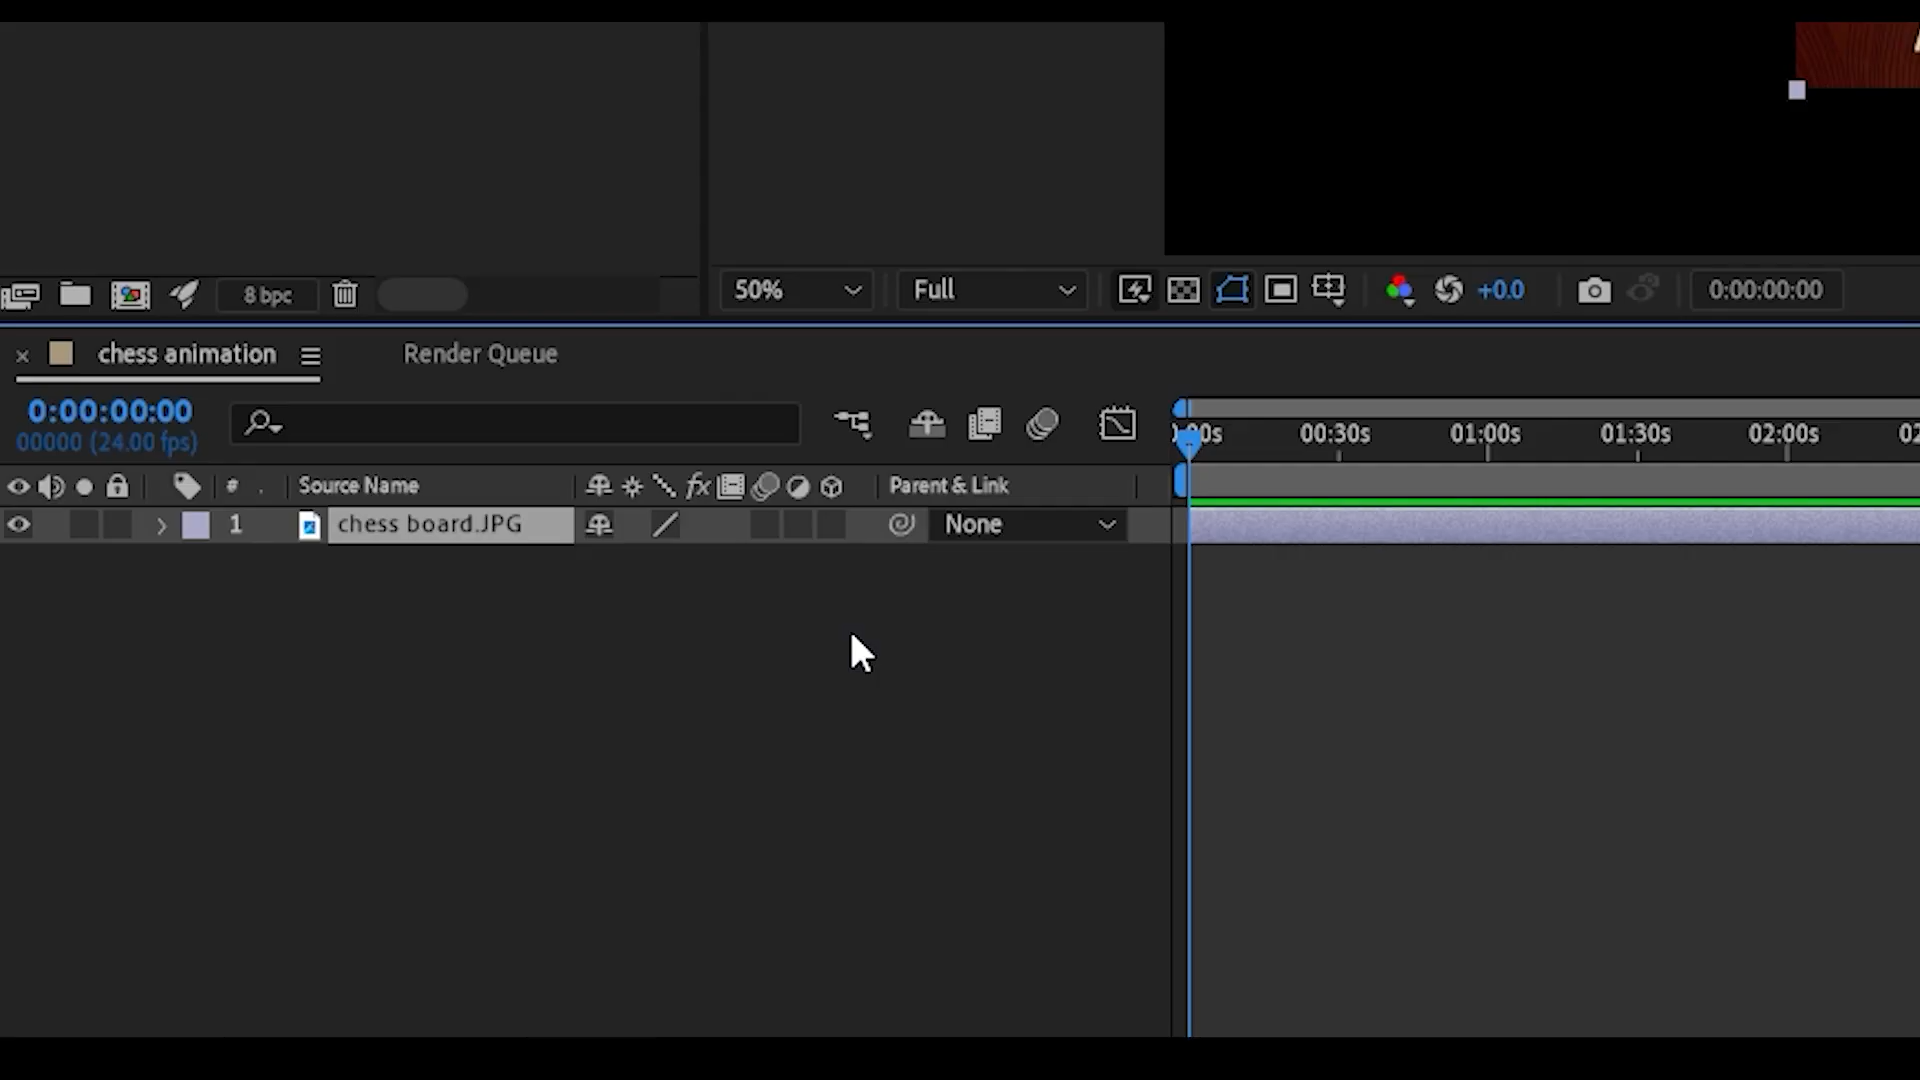 8 bpc
50%
Full
+0.0
0:00:00:00
chess animation
Render Queue
0:00:00:00
00000 (24.00 fps)
00:30s
01:00s
01:30s
02:00s
#
.
Source Name
fx
Parent & Link
1
chess board.JPG
None